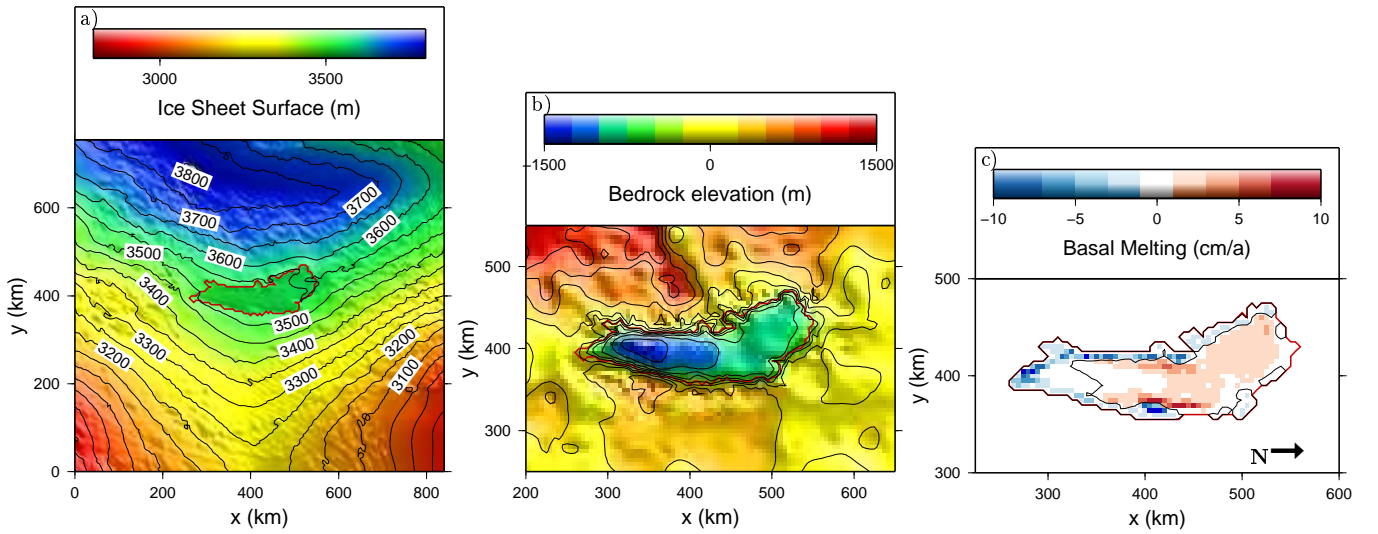 a)
3000 3500
Ice Sheet Surface (m)
3800
3700
3700
3600
3500
3600
3400
3500
3400
3300
3300
3200
3200
3100
0 200 400 600
y (km)
0 200 400 600 800
x (km)
b)
−1500 0 1500
Bedrock elevation (m)
500
400
300
y (km)
200 300 400 500 600
x (km)
c)
−10 −5 0 5 10
Basal Melting (cm/a)
500
400
300
y (km)
N
300 400 500 600
x (km)